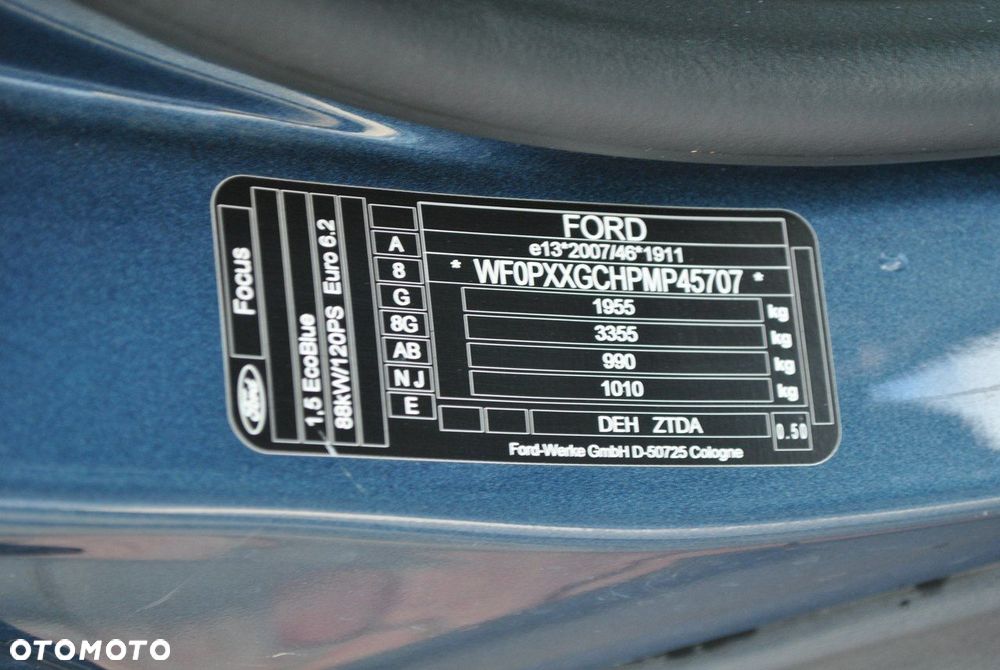 Focus
Ford
1.5 EcoBlue
88kW/120PS Euro 6.2
A
8
G
8G
AB
N J
E
FORD
e13*2007/46*1911
* WF0PXXGCHPMP45707 *
1955 kg
3355 kg
990 kg
1010 kg
DEH ZTDA 0.50
Ford-Werke GmbH D-50725 Cologne
OTOMOTO